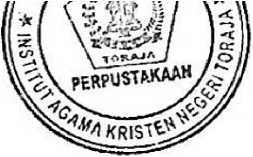 TORAJA
PERPUSTAKAAN
INSTITUT AGAMA KRISTEN NEGERI TORAJA